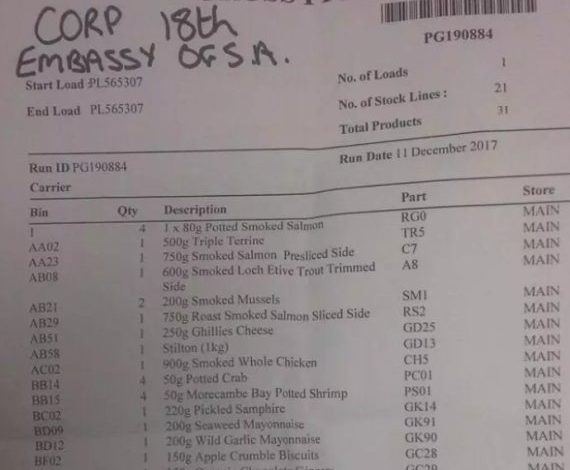 CORP 18th
EMBASSY OF S.A.
PG190884
Start Load :PL565307
No. of Loads 1
End Load PL565307
No. of Stock Lines : 21
Total Products 31
Run ID PG190884
Run Date 11 December 2017
Carrier
Bin Qty Description Part Store
1 4 1 x 80g Potted Smoked Salmon RG0 MAIN
AA02 1 500g Triple Terrine TR5 MAIN
AA23 1 750g Smoked Salmon Presliced Side C7 MAIN
AB08 1 600g Smoked Loch Etive Trout Trimmed A8 MAIN
Side
AB21 2 200g Smoked Mussels SM1 MAIN
AB29 1 750g Roast Smoked Salmon Sliced Side RS2 MAIN
AB51 1 250g Ghillies Cheese GD25 MAIN
AB58 1 Stilton (1kg) GD13 MAIN
AC02 1 900g Smoked Whole Chicken CH5 MAIN
BB14 4 50g Potted Crab PC01 MAIN
BB15 4 50g Morecambe Bay Potted Shrimp PS01 MAIN
BC02 1 220g Pickled Samphire GK14 MAIN
BD09 1 200g Seaweed Mayonnaise GK91 MAIN
BD12 1 200g Wild Garlic Mayonnaise GK90 MAIN
BF02 1 150g Apple Crumble Biscuits GC28 MAIN